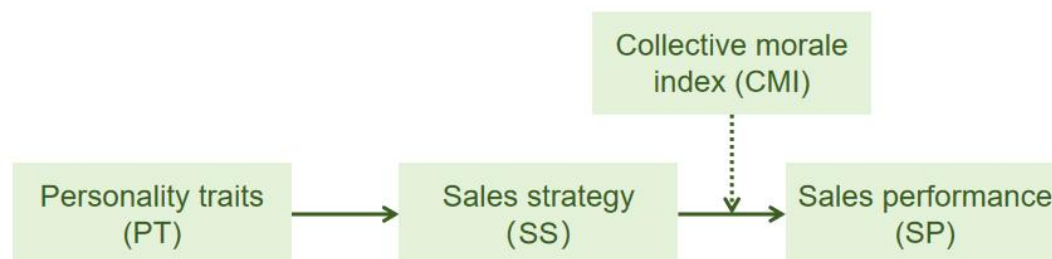 Collective morale
index (CMI)
Personality traits
(PT)
Sales strategy
(SS)
Sales performance
(SP)